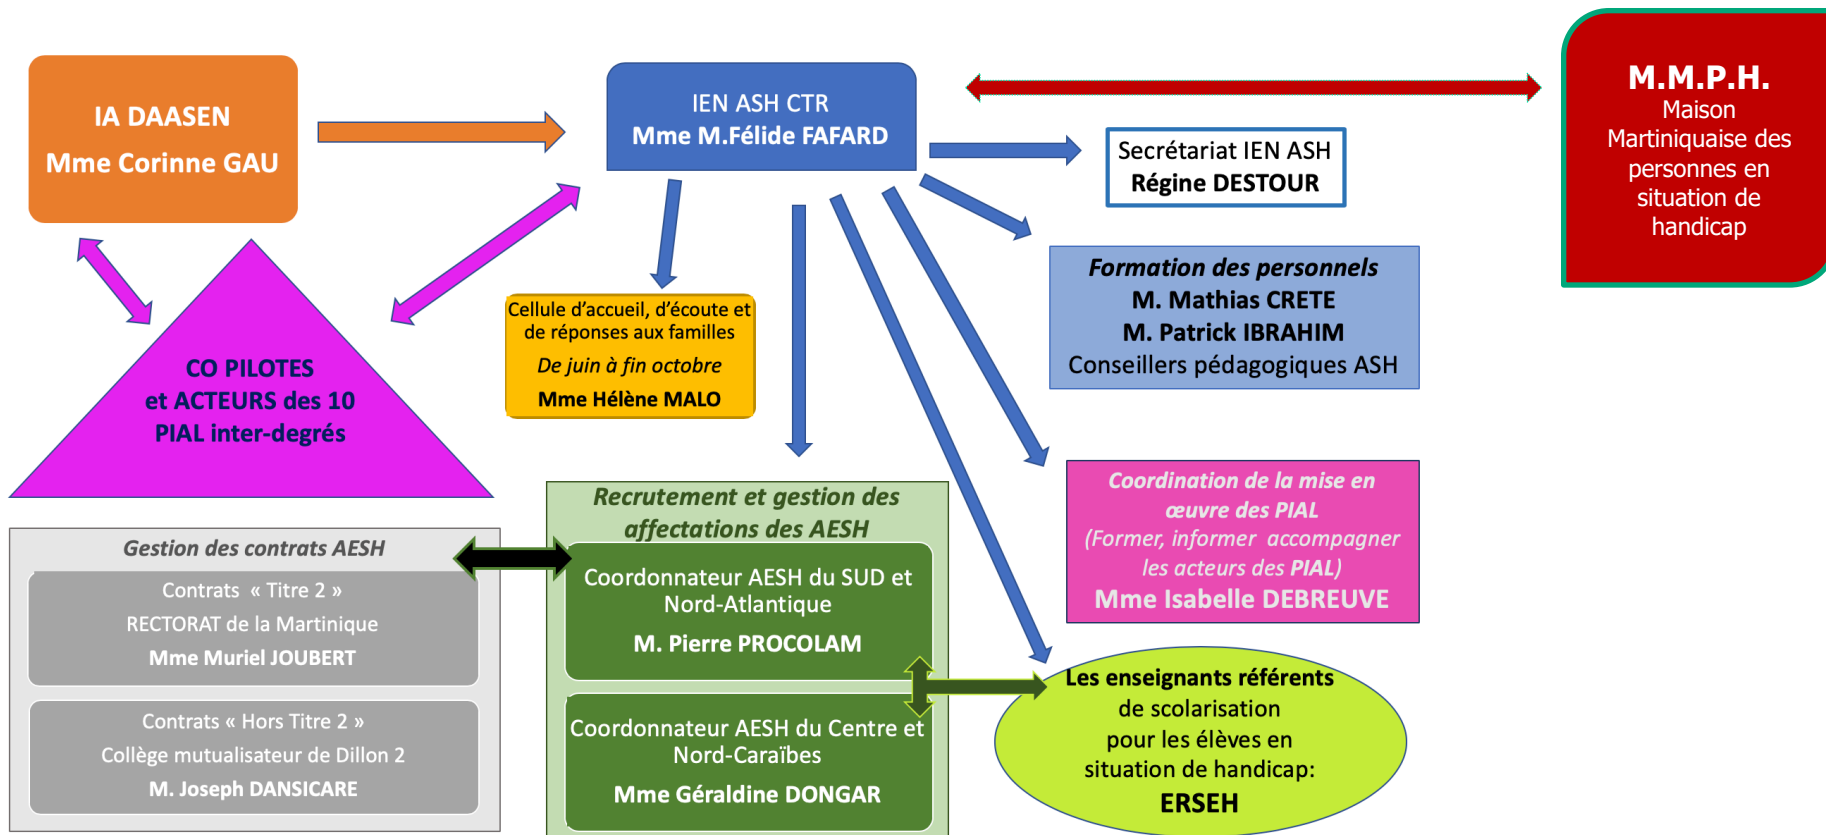 IA DAASEN
Mme Corinne GAU
IEN ASH CTR
Mme M.Félide FAFARD
M.M.P.H.
Maison
Martiniquaise des
personnes en
situation de
handicap
Secrétariat IEN ASH
Régine DESTOUR
Formation des personnels
M. Mathias CRETE
M. Patrick IBRAHIM
Conseillers pédagogiques ASH
Cellule d’accueil, d’écoute et
de réponses aux familles
De juin à fin octobre
Mme Hélène MALO
CO PILOTES
et ACTEURS des 10
PIAL inter-degrés
Coordination de la mise en
œuvre des PIAL
(Former, informer accompagner
les acteurs des PIAL)
Mme Isabelle DEBREUVE
Gestion des contrats AESH
Contrats « Titre 2 »
RECTORAT de la Martinique
Mme Muriel JOUBERT
Contrats « Hors Titre 2 »
Collège mutualisateur de Dillon 2
M. Joseph DANSICARE
Recrutement et gestion des
affectations des AESH
Coordonnateur AESH du SUD et
Nord-Atlantique
M. Pierre PROCOLAM
Coordonnateur AESH du Centre et
Nord-Caraïbes
Mme Géraldine DONGAR
Les enseignants référents
de scolarisation
pour les élèves en
situation de handicap:
ERSEH